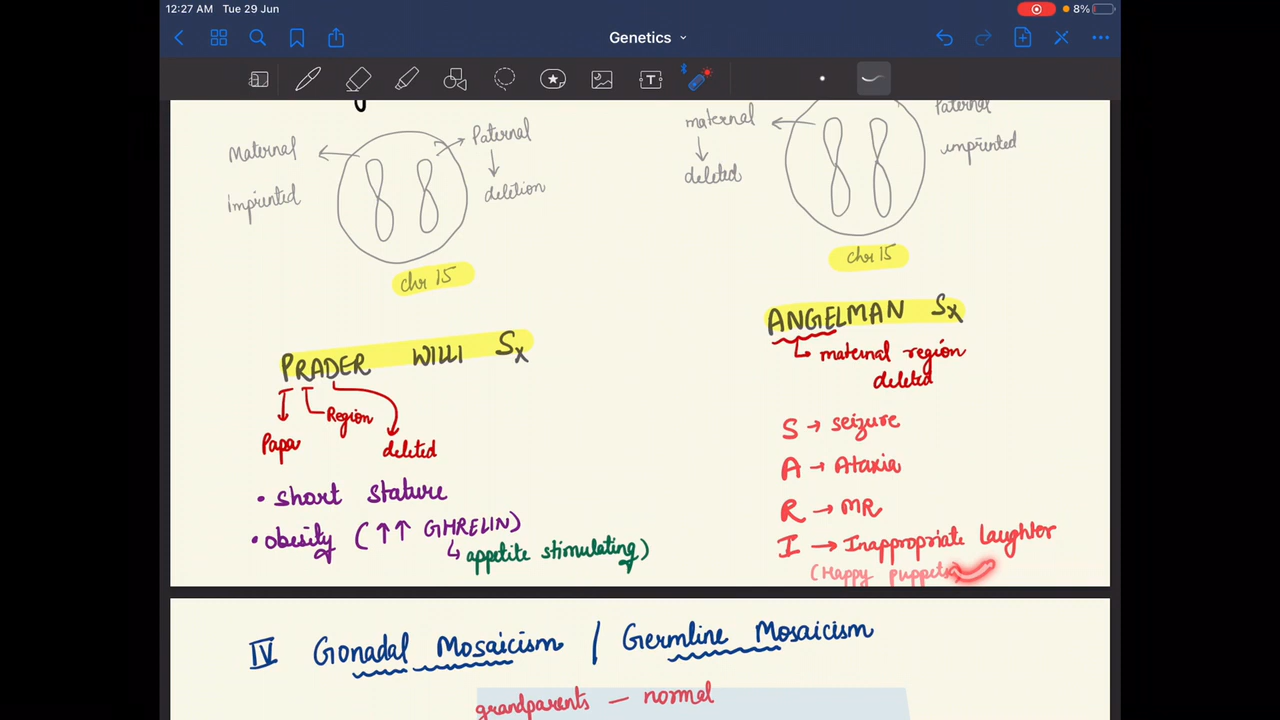 12:27 AM Tue 29 Jun
8%
Genetics
Maternal
Imprinted
Paternal
deletion
chr 15
maternal
deleted
Paternal
imprinted
chr 15
PRADER WILLI Sx
Papa
Region
deleted
• short stature
• obesity (↑↑ GHRELIN)
↳ appetite stimulating)
ANGELMAN Sx
↳ maternal region
deleted
S → seizure
A → Ataxia
R → MR
I → Inappropriate laughter
(Happy puppets
IV Gonadal Mosaicism / Germline Mosaicism
grandparents — normal